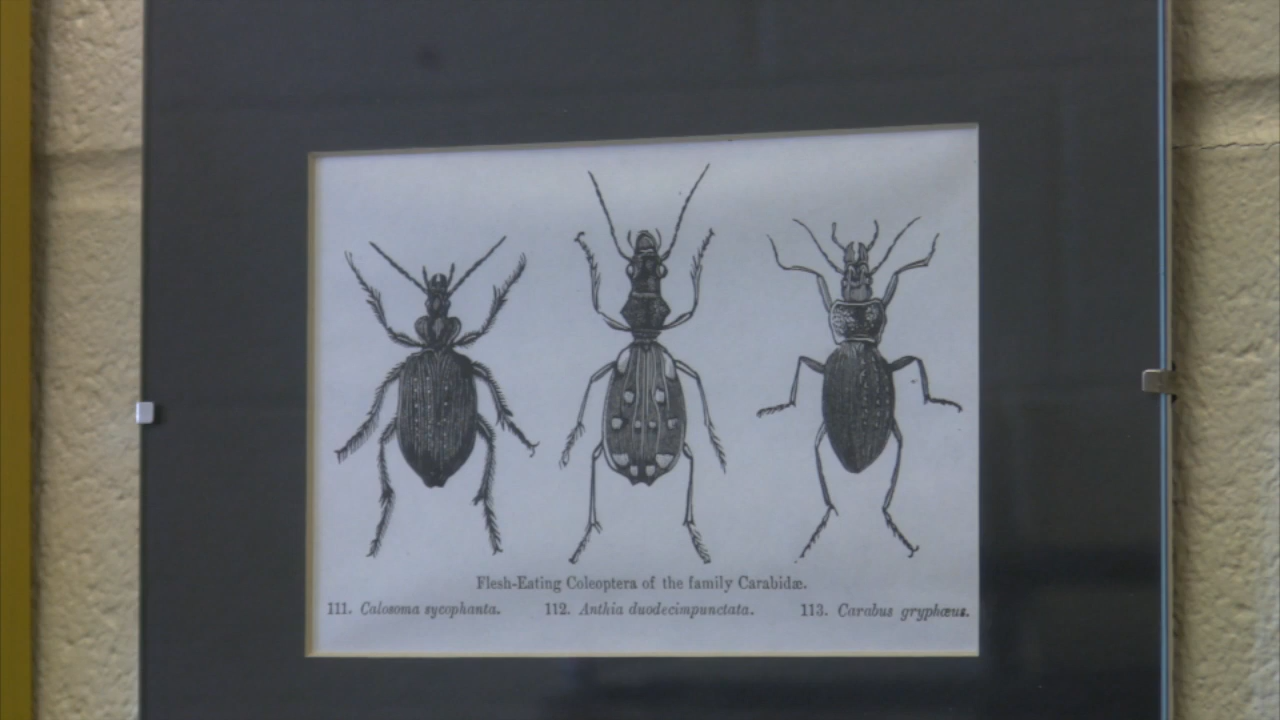 Flesh-Eating Coleoptera of the family Carabidæ.
111. Calosoma sycophanta. 112. Anthia duodecimpunctata. 113. Carabus gryphæus.